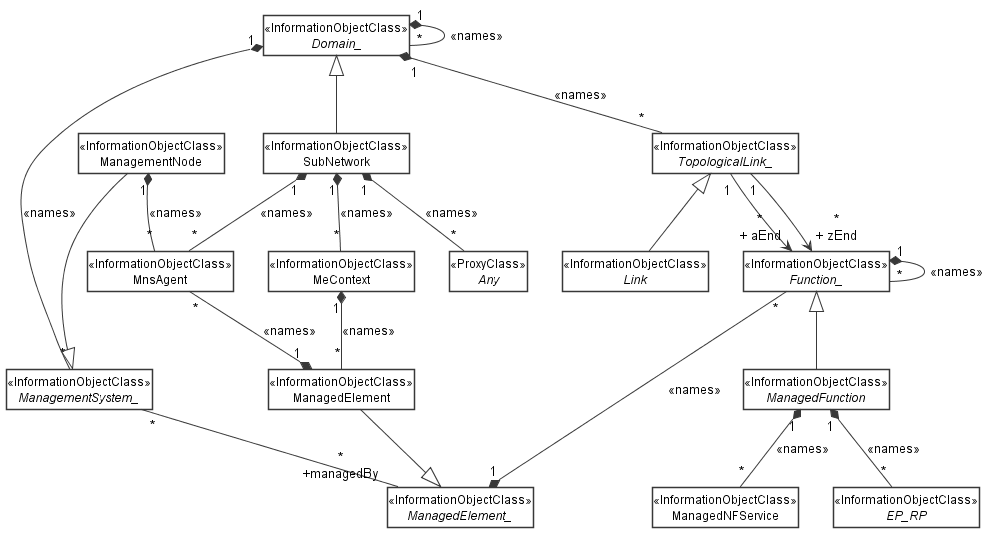 «InformationObjectClass»
Domain_
1
*
«names»
1
1
«names»
*
«InformationObjectClass»
ManagementNode
«InformationObjectClass»
SubNetwork
«InformationObjectClass»
TopologicalLink_
1
1
1
1
1
1
«names»
«names»
«names»
«names»
«names»
*
*
*
*
*
*
+ aEnd
+ zEnd
«InformationObjectClass»
MnsAgent
«InformationObjectClass»
MeContext
«ProxyClass»
Any
«InformationObjectClass»
Link
«InformationObjectClass»
Function_
1
*
«names»
*
1
*
«names»
«names»
1
*
*
«InformationObjectClass»
ManagementSystem_
«InformationObjectClass»
ManagedElement
«names»
«InformationObjectClass»
ManagedFunction
*
1
1
«names»
«names»
*
+managedBy
1
*
*
«InformationObjectClass»
ManagedElement_
«InformationObjectClass»
ManagedNFService
«InformationObjectClass»
EP_RP